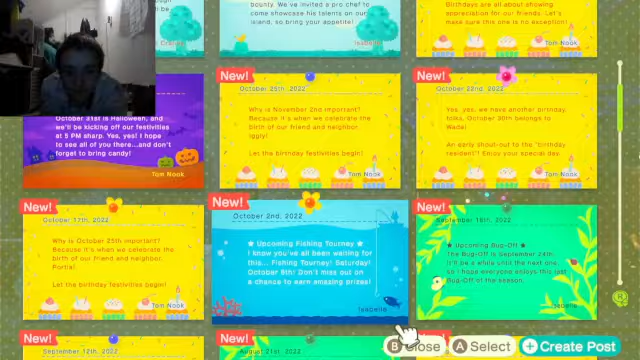 bounty. We've invited a pro chef to
come showcase his talents on our
island, so bring your appetite!
Isabelle
Birthdays are all about showing
appreciation for our friends. Let's
make sure this one is no exception!
Tom Nook
October 31st is Halloween, and
we'll be kicking off our festivities
at 5 PM sharp. Yes, yes! I hope
to see all of you there...and don't
forget to bring candy!
Tom Nook
New!
October 25th, 2022
Why is November 2nd important?
Because it's when we celebrate the
birth of our friend and neighbor
Iggly!
Let the birthday festivities begin!
Tom Nook
New!
October 22nd, 2022
Yes, yes, we have another birthday,
folks. October 30th belongs to
Wade!
An early shout-out to the "birthday
resident"! Enjoy your special day.
Tom Nook
New!
October 17th, 2022
Why is October 25th important?
Because it's when we celebrate the
birth of our friend and neighbor
Portia!
Let the birthday festivities begin!
Tom Nook
New!
October 2nd, 2022
★ Upcoming Fishing Tourney ★
I know you've all been waiting for
this... Fishing Tourney! Saturday!
October 8th! Don't miss out on
a chance to earn amazing prizes!
Isabelle
New!
September 18th, 2022
★ Upcoming Bug-Off ★
The Bug-Off is September 24th.
It'll be a while until the next one,
so I hope everyone enjoys this last
Bug-Off of the season.
Isabelle
New!
September 12th, 2022
New!
August 21st, 2022
New!
B Close
A Select
+ Create Post